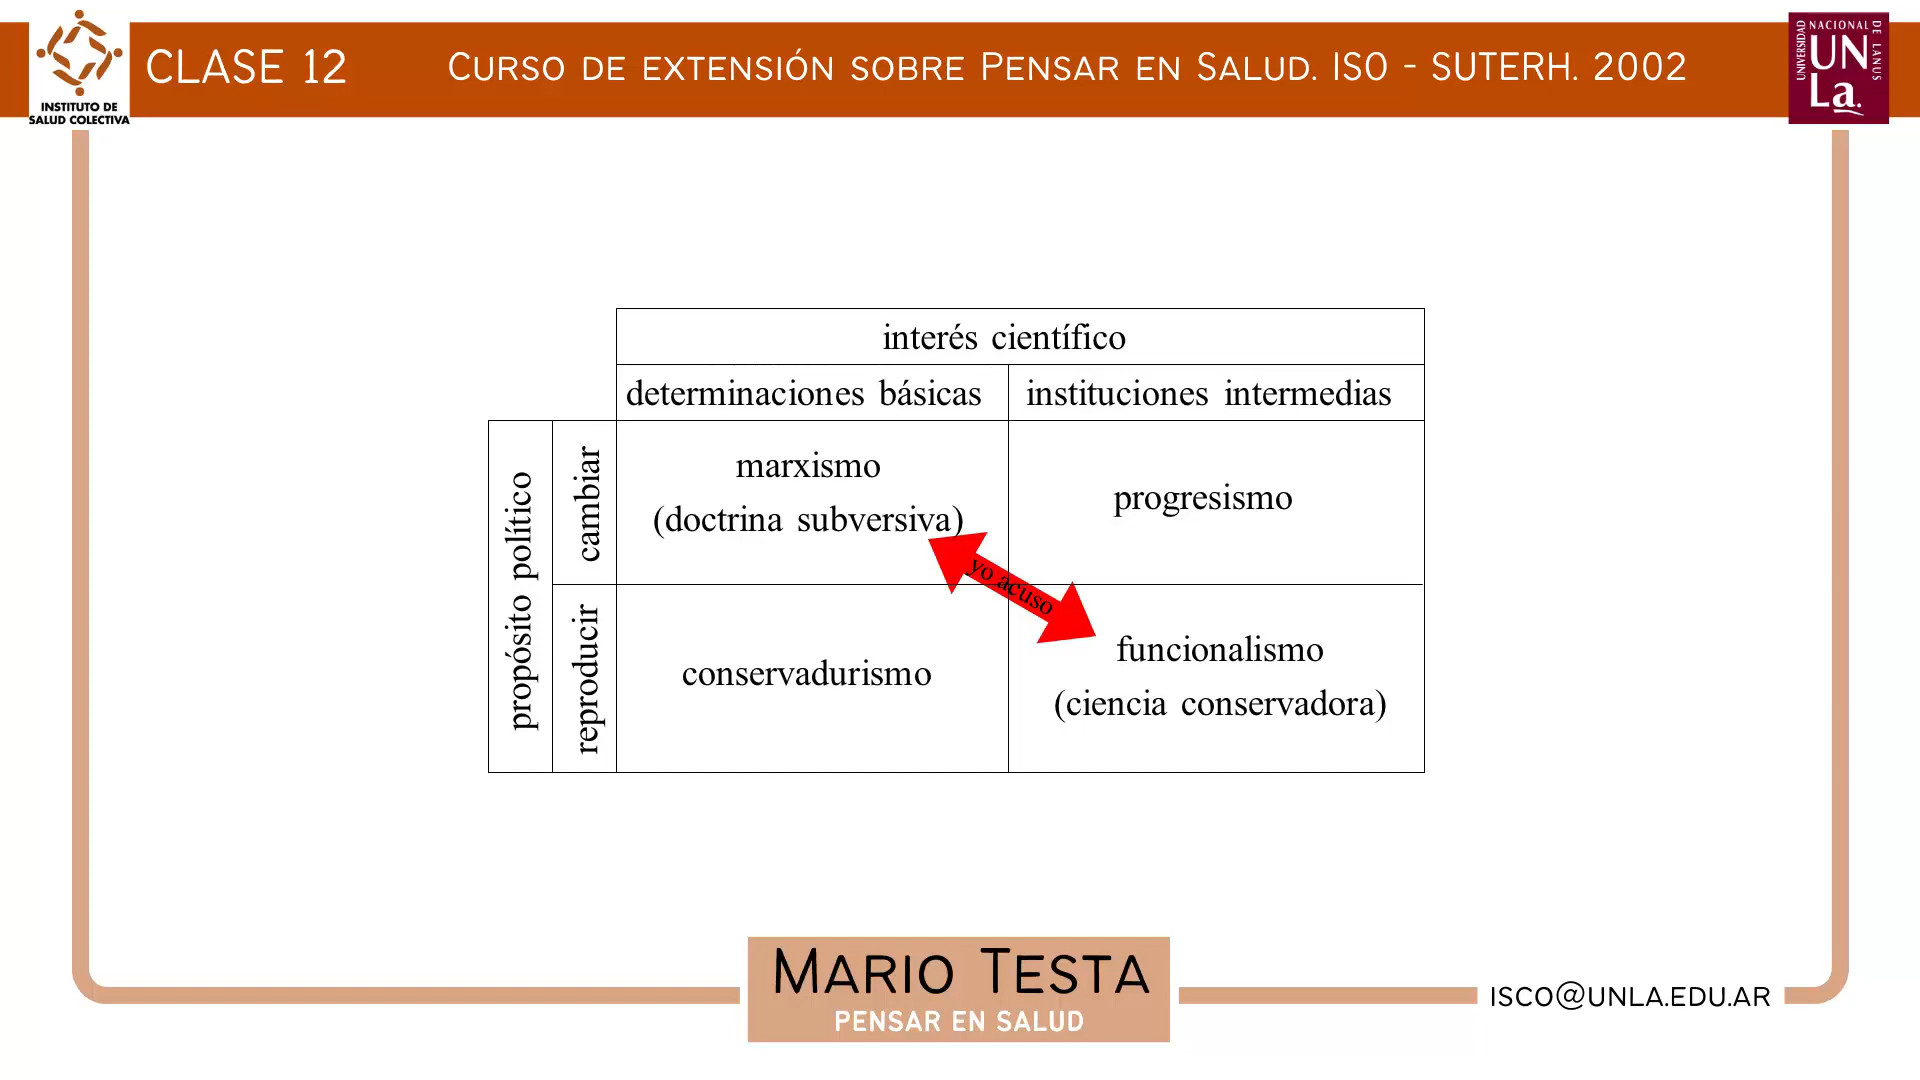 INSTITUTO DE
SALUD COLECTIVA
CLASE 12
CURSO DE EXTENSIÓN SOBRE PENSAR EN SALUD. ISO - SUTERH. 2002
UNIVERSIDAD NACIONAL DE LANUS
UN
La.
interés científico
determinaciones básicas
instituciones intermedias
propósito político
cambiar
marxismo
(doctrina subversiva)
progresismo
yo acuso
reproducir
conservadurismo
funcionalismo
(ciencia conservadora)
MARIO TESTA
PENSAR EN SALUD
ISCO@UNLA.EDU.AR